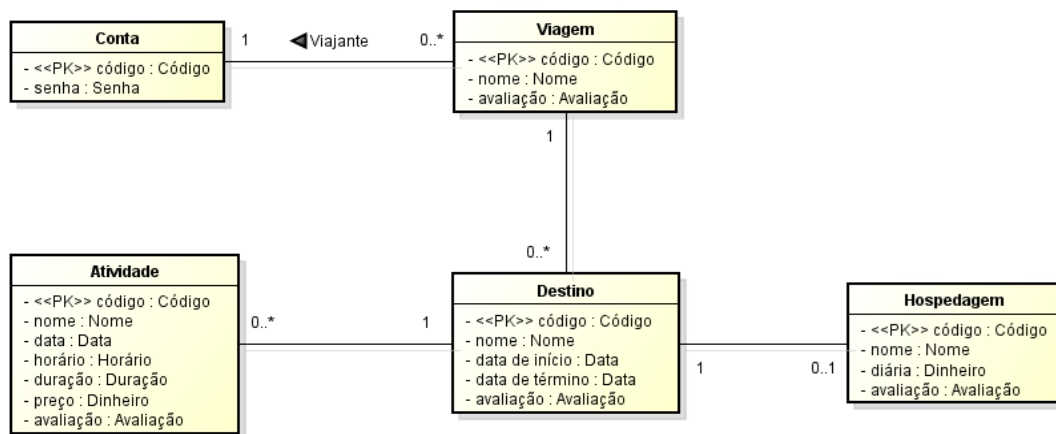 Conta
- <<PK>> código : Código
- senha : Senha
1
Viajante
0..*
Viagem
- <<PK>> código : Código
- nome : Nome
- avaliação : Avaliação
1
0..*
Atividade
- <<PK>> código : Código
- nome : Nome
- data : Data
- horário : Horário
- duração : Duração
- preço : Dinheiro
- avaliação : Avaliação
0..*
1
Destino
- <<PK>> código : Código
- nome : Nome
- data de início : Data
- data de término : Data
- avaliação : Avaliação
1
0..1
Hospedagem
- <<PK>> código : Código
- nome : Nome
- diária : Dinheiro
- avaliação : Avaliação